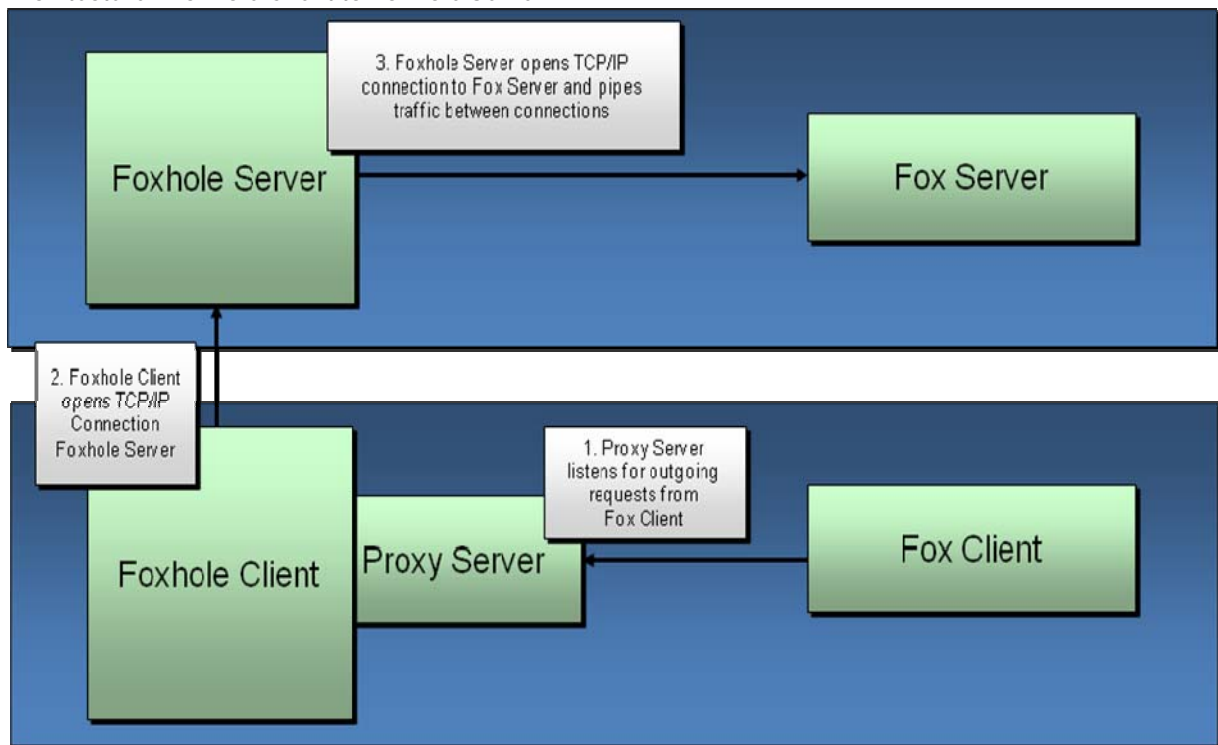 3. Foxhole Server opens TCP/IP
connection to Fox Server and pipes
traffic between connections
Foxhole Server
Fox Server
2. Foxhole Client
opens TCP/IP
Connection
Foxhole Server
1. Proxy Server
listens for outgoing
requests from
Fox Client
Foxhole Client
Proxy Server
Fox Client